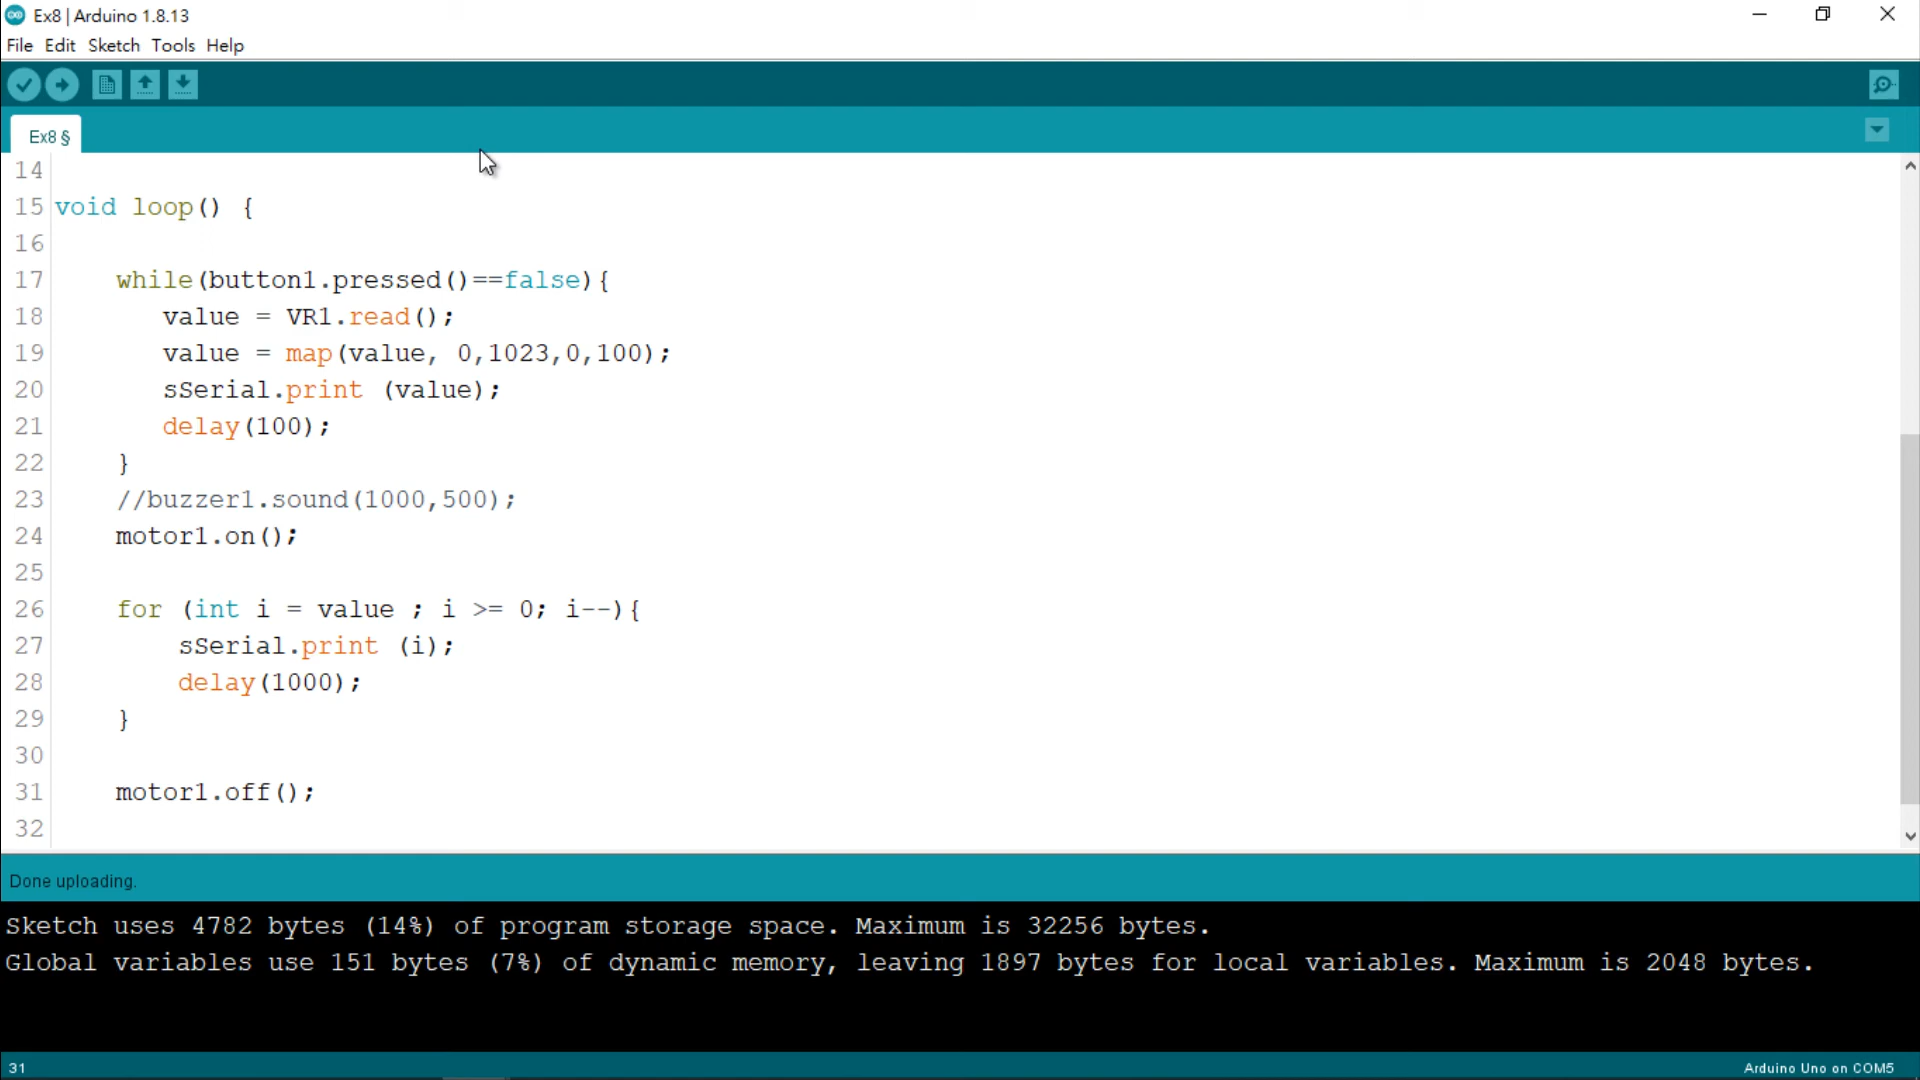 Ex8 | Arduino 1.8.13
File Edit Sketch Tools Help
Ex8 §
14
15 void loop() {
16
17 while(button1.pressed()==false){
18 value = VR1.read();
19 value = map(value, 0,1023,0,100);
20 sSerial.print (value);
21 delay(100);
22 }
23 //buzzer1.sound(1000,500);
24 motor1.on();
25
26 for (int i = value ; i >= 0; i--){
27 sSerial.print (i);
28 delay(1000);
29 }
30
31 motor1.off();
32
Done uploading.
Sketch uses 4782 bytes (14%) of program storage space. Maximum is 32256 bytes.
Global variables use 151 bytes (7%) of dynamic memory, leaving 1897 bytes for local variables. Maximum is 2048 bytes.
31 Arduino Uno on COM5